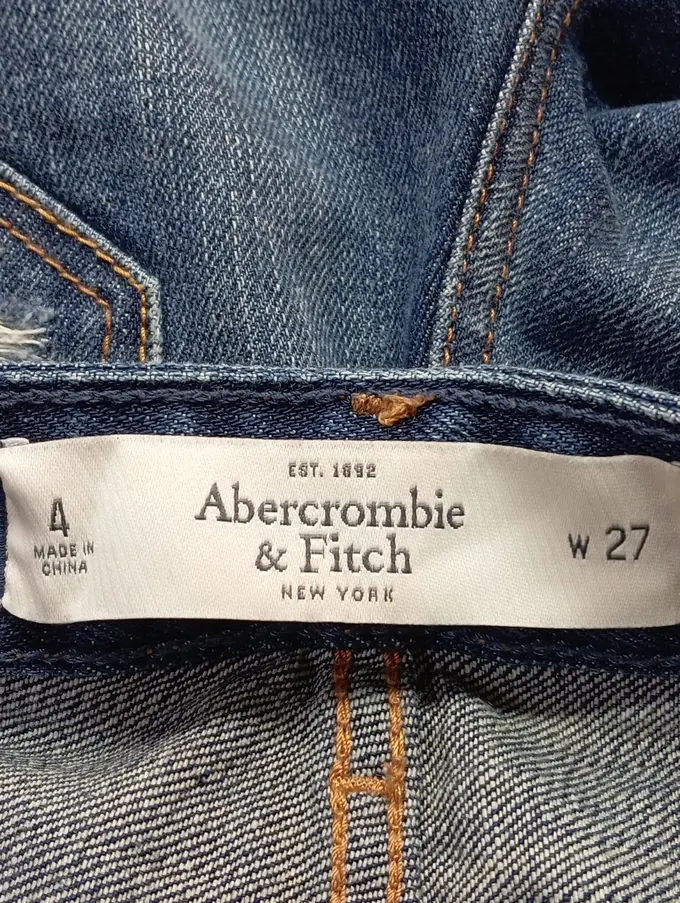 EST. 1892
Abercrombie
& Fitch
NEW YORK
4
MADE IN
CHINA
W 27